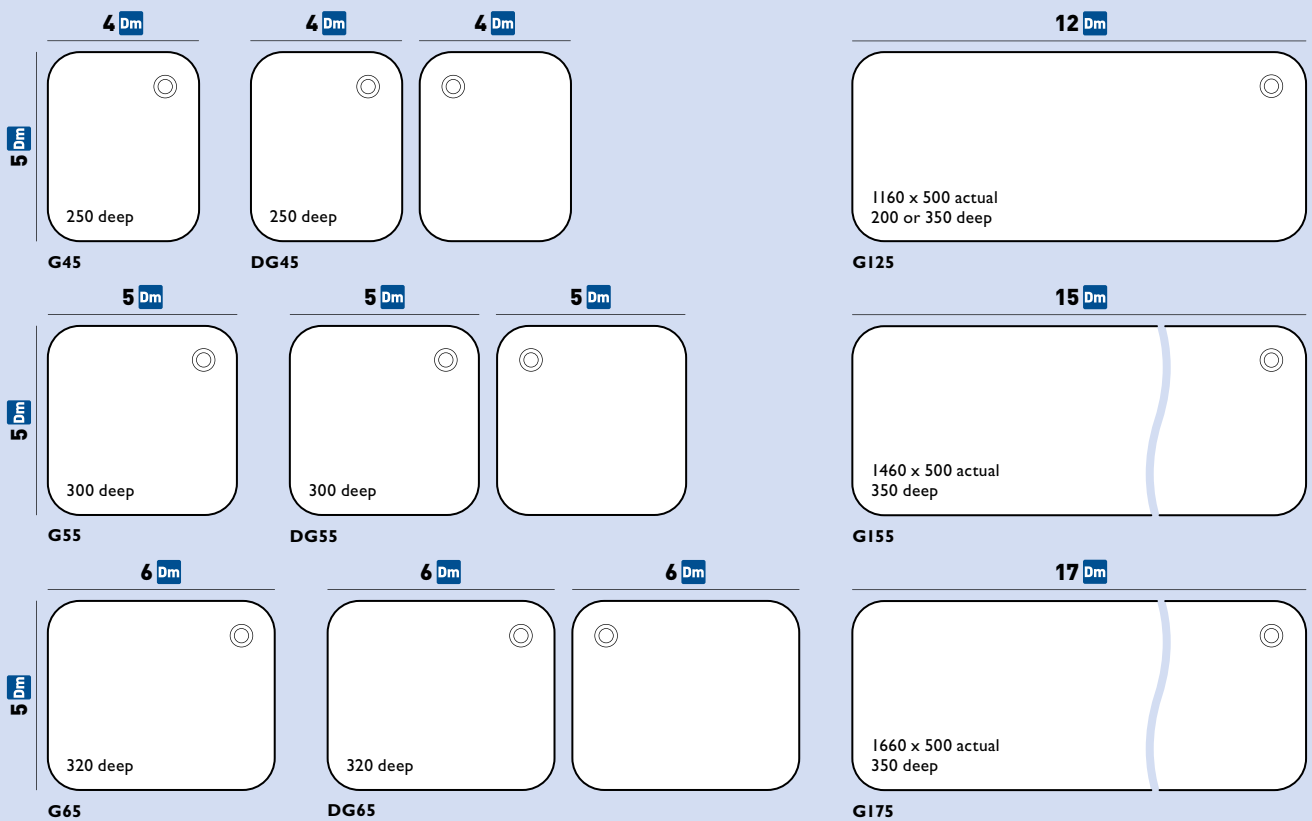 4 Dm
4 Dm
4 Dm
12 Dm
5 Dm
250 deep
250 deep
1160 x 500 actual
200 or 350 deep
G45
DG45
G125
5 Dm
5 Dm
5 Dm
15 Dm
5 Dm
300 deep
300 deep
1460 x 500 actual
350 deep
G55
DG55
G155
6 Dm
6 Dm
6 Dm
17 Dm
5 Dm
320 deep
320 deep
1660 x 500 actual
350 deep
G65
DG65
G175